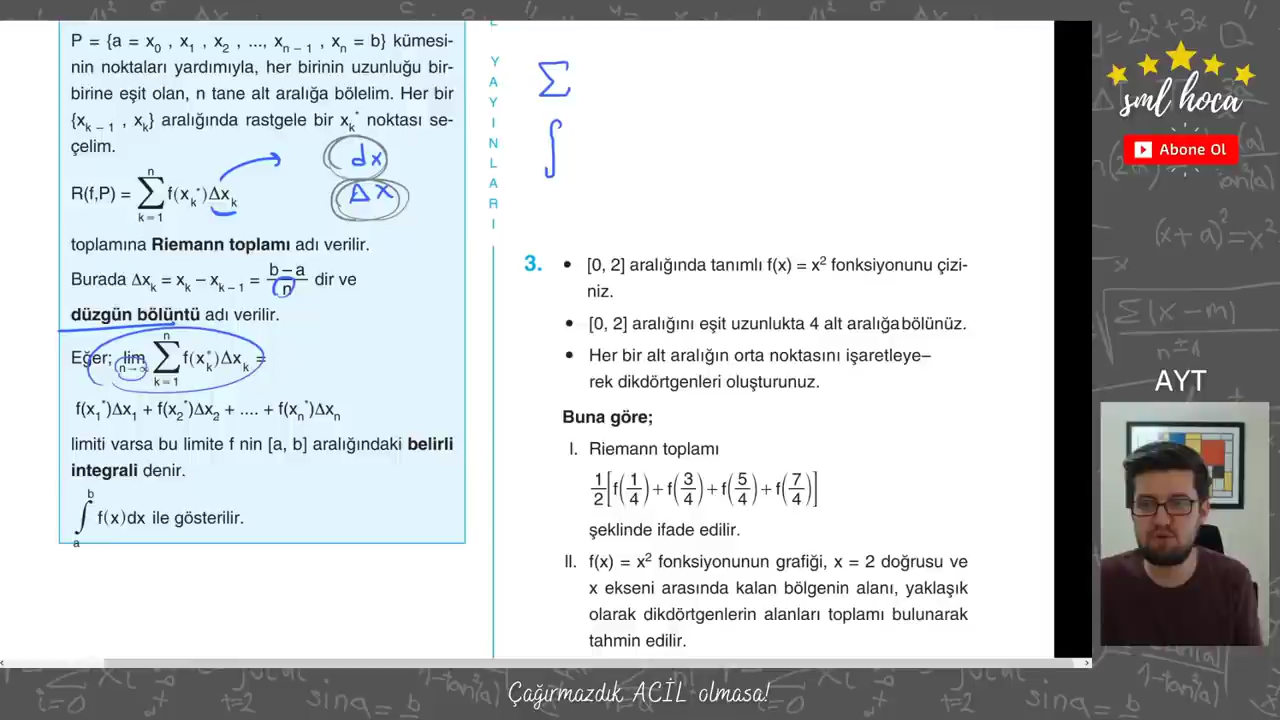 P = {a = x₀ , x₁ , x₂ , ..., xₙ₋₁ , xₙ = b} kümesi-
nin noktaları yardımıyla, her birinin uzunluğu bir-
birine eşit olan, n tane alt aralığa bölelim. Her bir
{xₖ₋₁ , xₖ} aralığında rastgele bir xₖ* noktası se-
çelim.
R(f,P) = ∑ₖ₌₁ⁿ f(xₖ*)Δxₖ
dx
Δx
toplamına Riemann toplamı adı verilir.
Burada Δxₖ = xₖ – xₖ₋₁ = (b – a)/n dir ve
düzgün bölüntü adı verilir.
Eğer; lim n→∞ ∑ₖ₌₁ⁿ f(xₖ*)Δxₖ =
f(x₁*)Δx₁ + f(x₂*)Δx₂ + .... + f(xₙ*)Δxₙ
limiti varsa bu limite f nin [a, b] aralığındaki belirli
integrali denir.
∫ₐᵇ f(x)dx ile gösterilir.
YAYINLARI
∑
∫
3. • [0, 2] aralığında tanımlı f(x) = x² fonksiyonunu çizi-
niz.
• [0, 2] aralığını eşit uzunlukta 4 alt aralığa bölünüz.
• Her bir alt aralığın orta noktasını işaretleye–
rek dikdörtgenleri oluşturunuz.
Buna göre;
I. Riemann toplamı
1/2[f(1/4) + f(3/4) + f(5/4) + f(7/4)]
şeklinde ifade edilir.
II. f(x) = x² fonksiyonunun grafiği, x = 2 doğrusu ve
x ekseni arasında kalan bölgenin alanı, yaklaşık
olarak dikdörtgenlerin alanları toplamı bulunarak
tahmin edilir.
sml hoca
Abone Ol
(x + a)² = x²
∑(x – m)
AYT
Çağırmazdık ACİL olmasa!